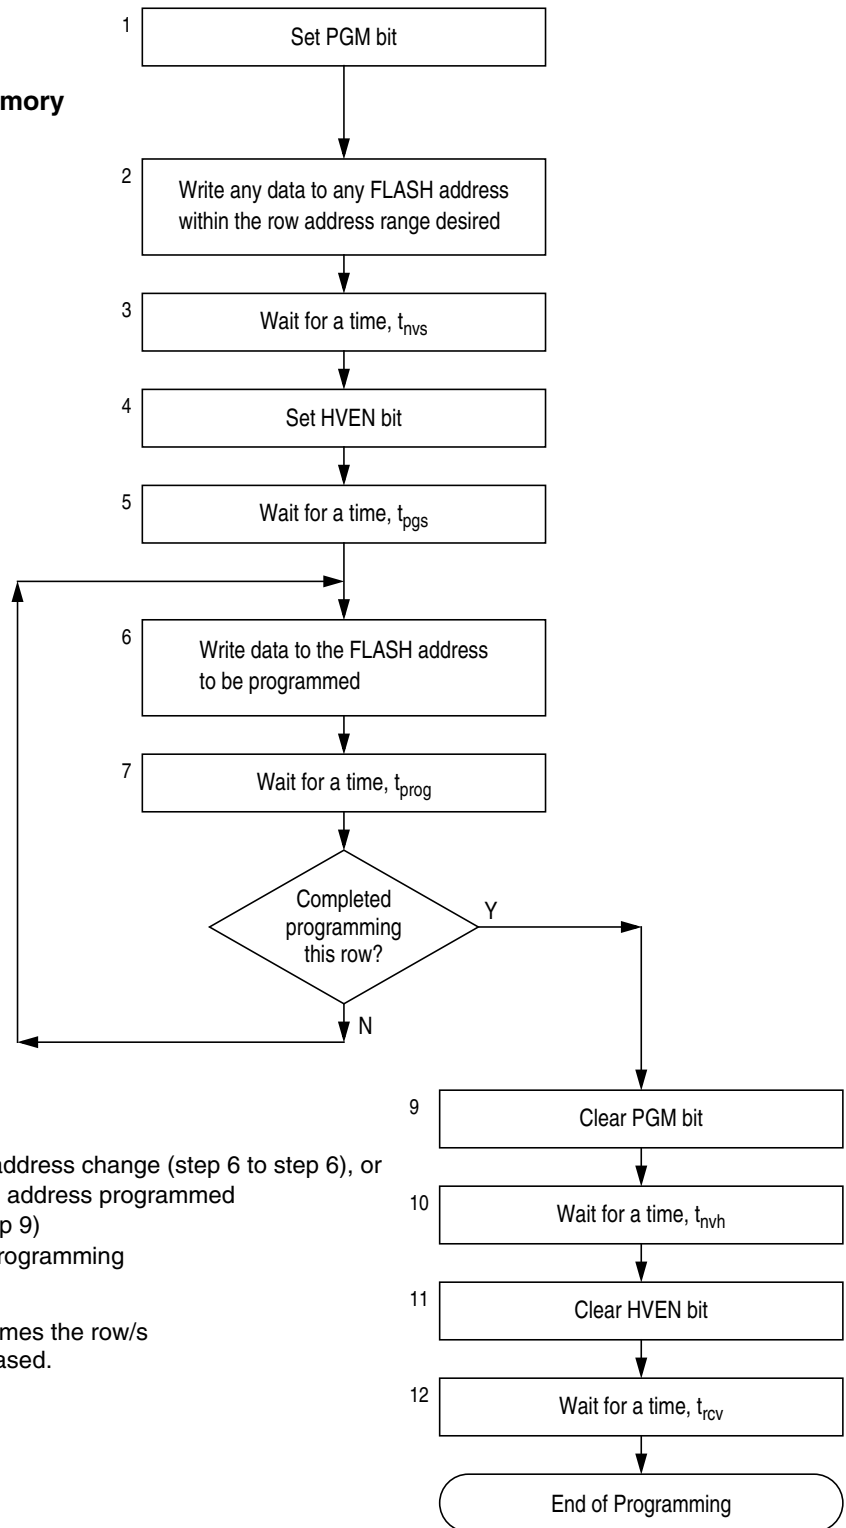 1
Set PGM bit
mory
2
Write any data to any FLASH address
within the row address range desired
3
Wait for a time, tnvs
4
Set HVEN bit
5
Wait for a time, tpgs
6
Write data to the FLASH address
to be programmed
7
Wait for a time, tprog
Completed
programming
this row?
Y
N
9
Clear PGM bit
address change (step 6 to step 6), or
address programmed
p 9)
rogramming
mes the row/s
ased.
10
Wait for a time, tnvh
11
Clear HVEN bit
12
Wait for a time, trcv
End of Programming